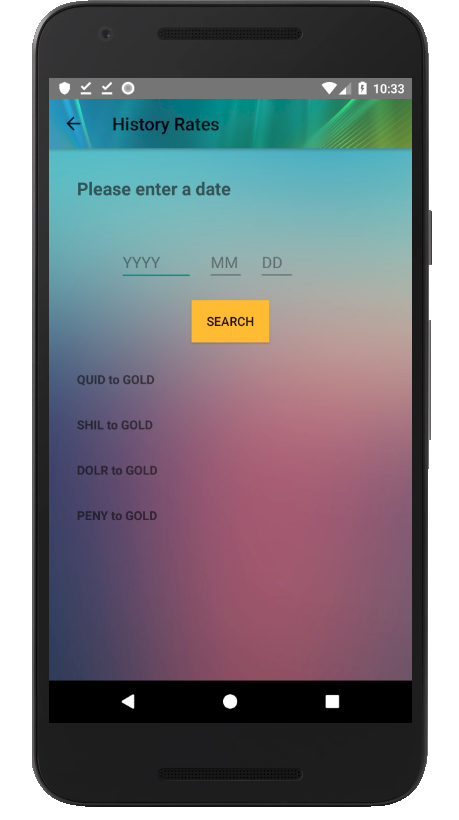 10:33
History Rates
Please enter a date
YYYY MM DD
SEARCH
QUID to GOLD
SHIL to GOLD
DOLR to GOLD
PENY to GOLD